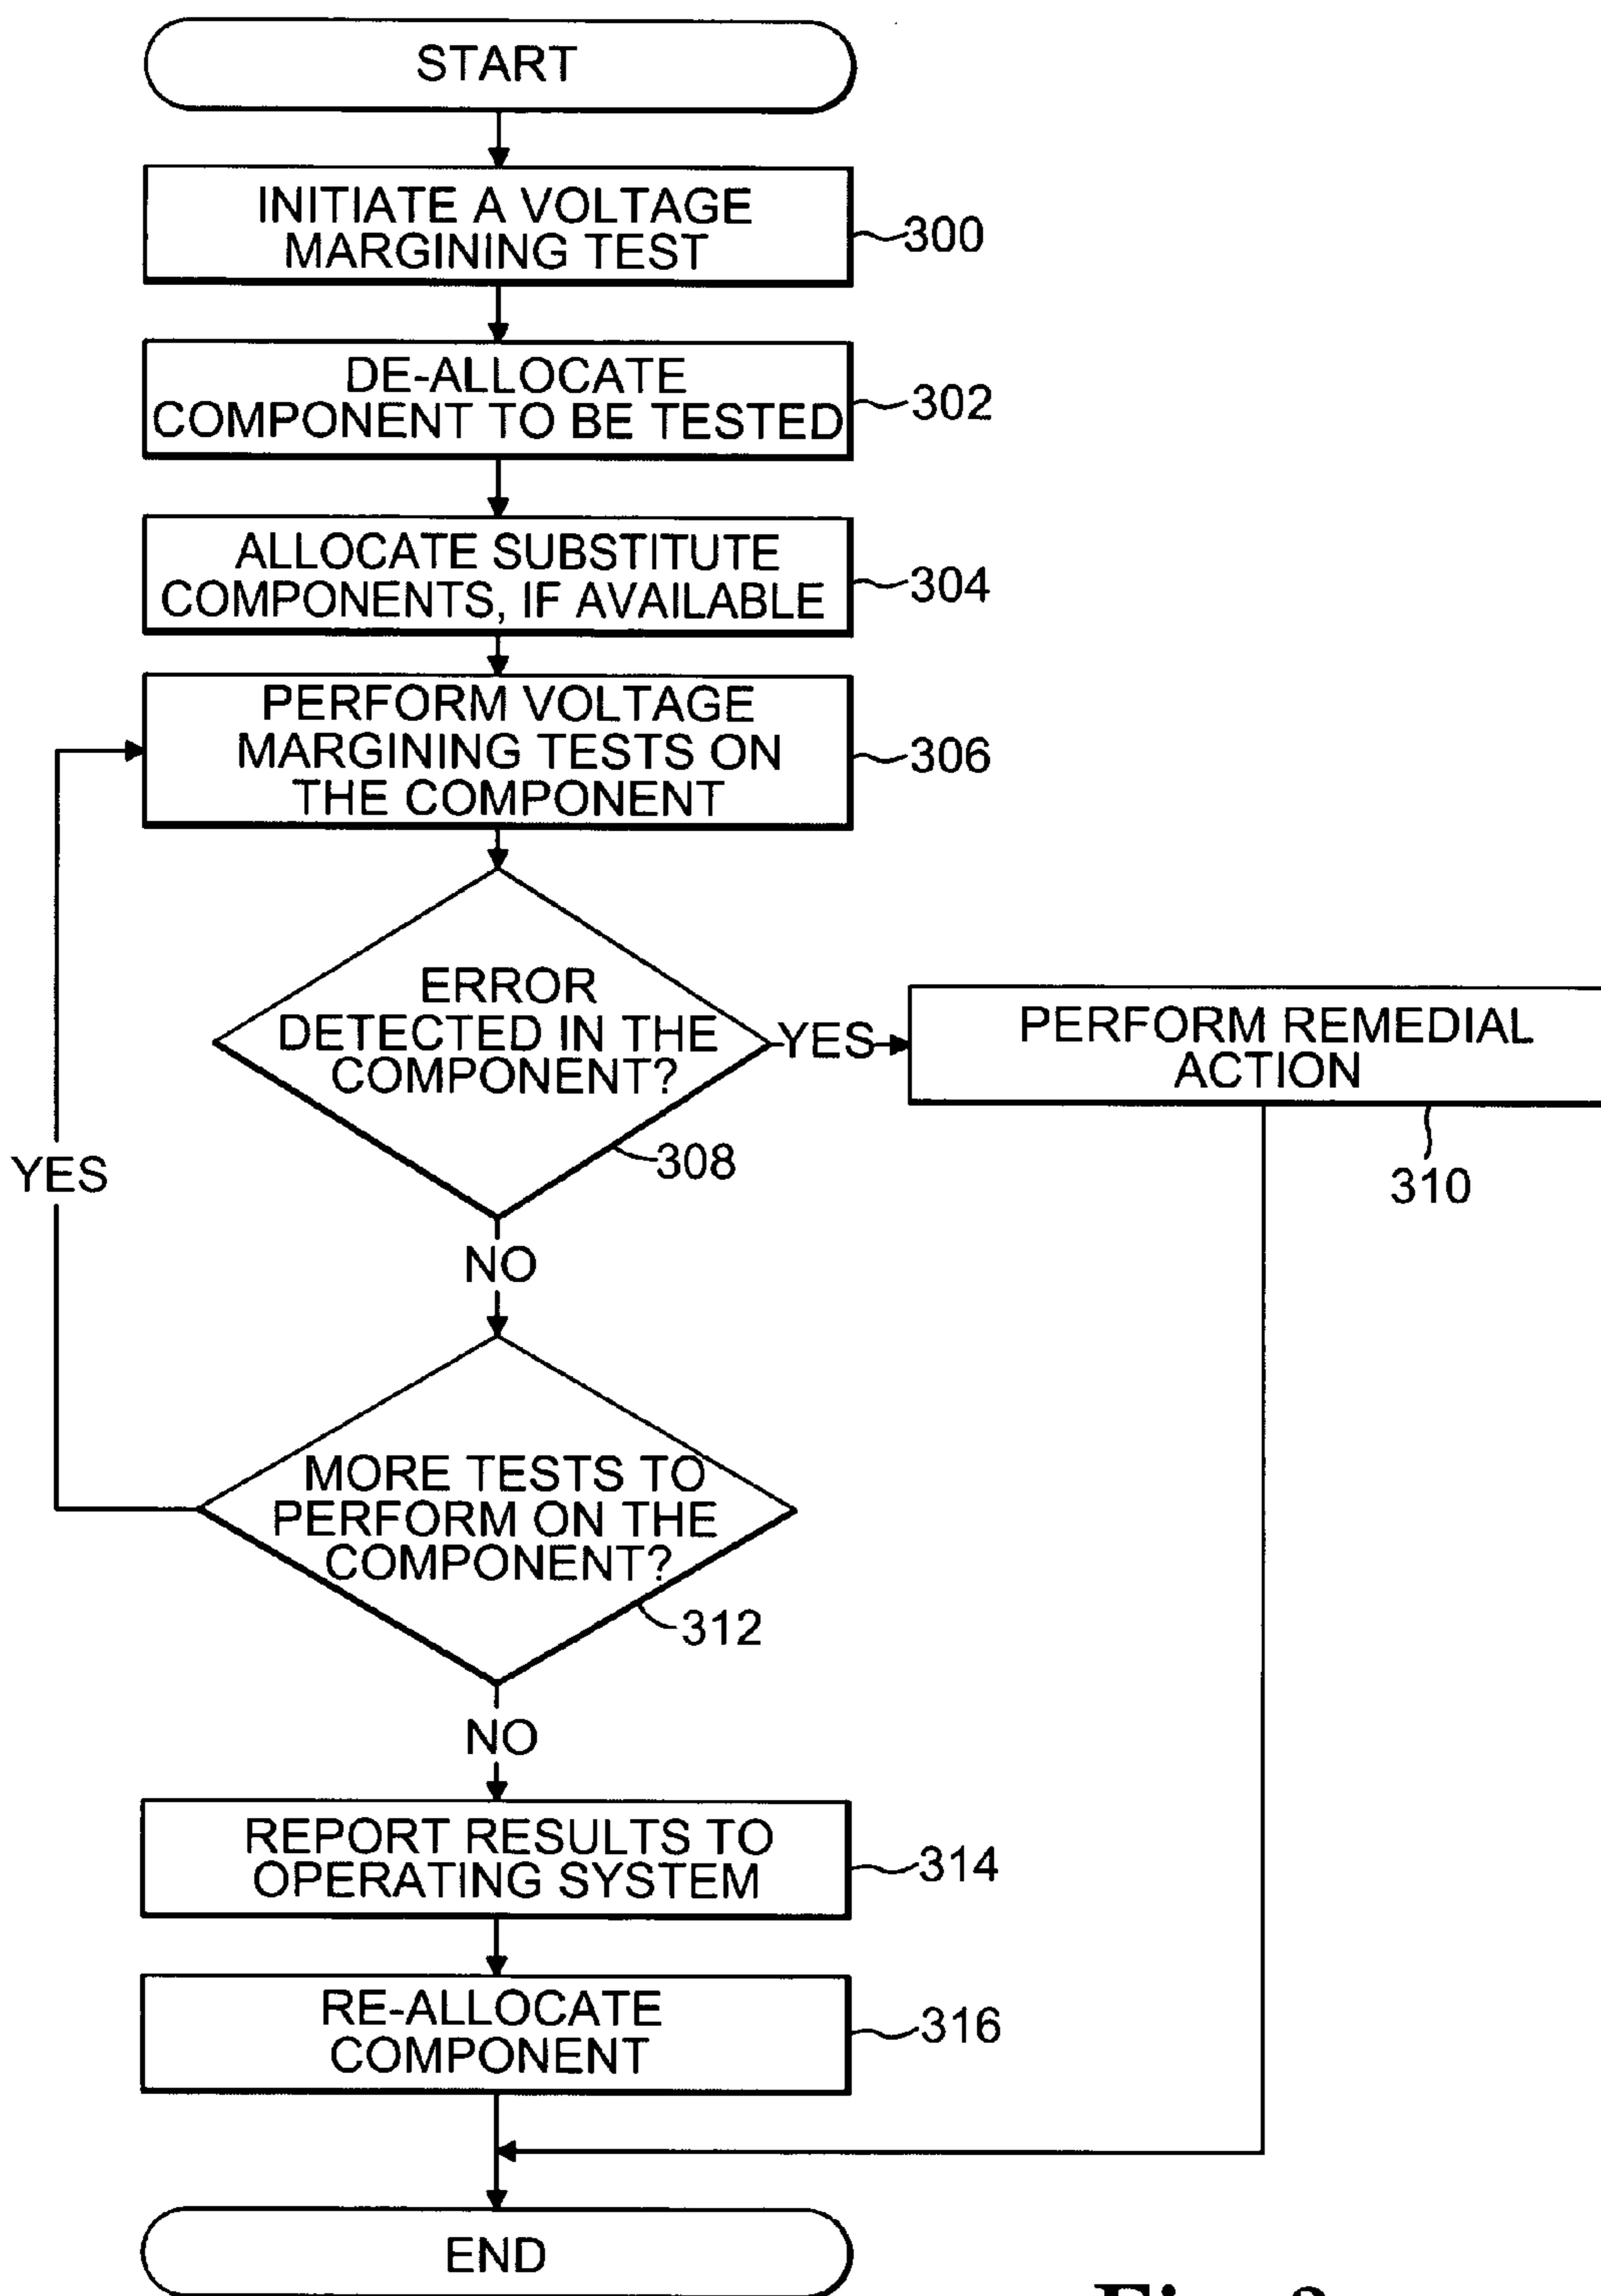 START
INITIATE A VOLTAGE
MARGINING TEST
300
DE-ALLOCATE
COMPONENT TO BE TESTED
302
ALLOCATE SUBSTITUTE
COMPONENTS, IF AVAILABLE
304
PERFORM VOLTAGE
MARGINING TESTS ON
THE COMPONENT
306
ERROR
DETECTED IN THE
COMPONENT?
308
YES
PERFORM REMEDIAL
ACTION
310
YES
NO
MORE TESTS TO
PERFORM ON THE
COMPONENT?
312
NO
REPORT RESULTS TO
OPERATING SYSTEM
314
RE-ALLOCATE
COMPONENT
316
END